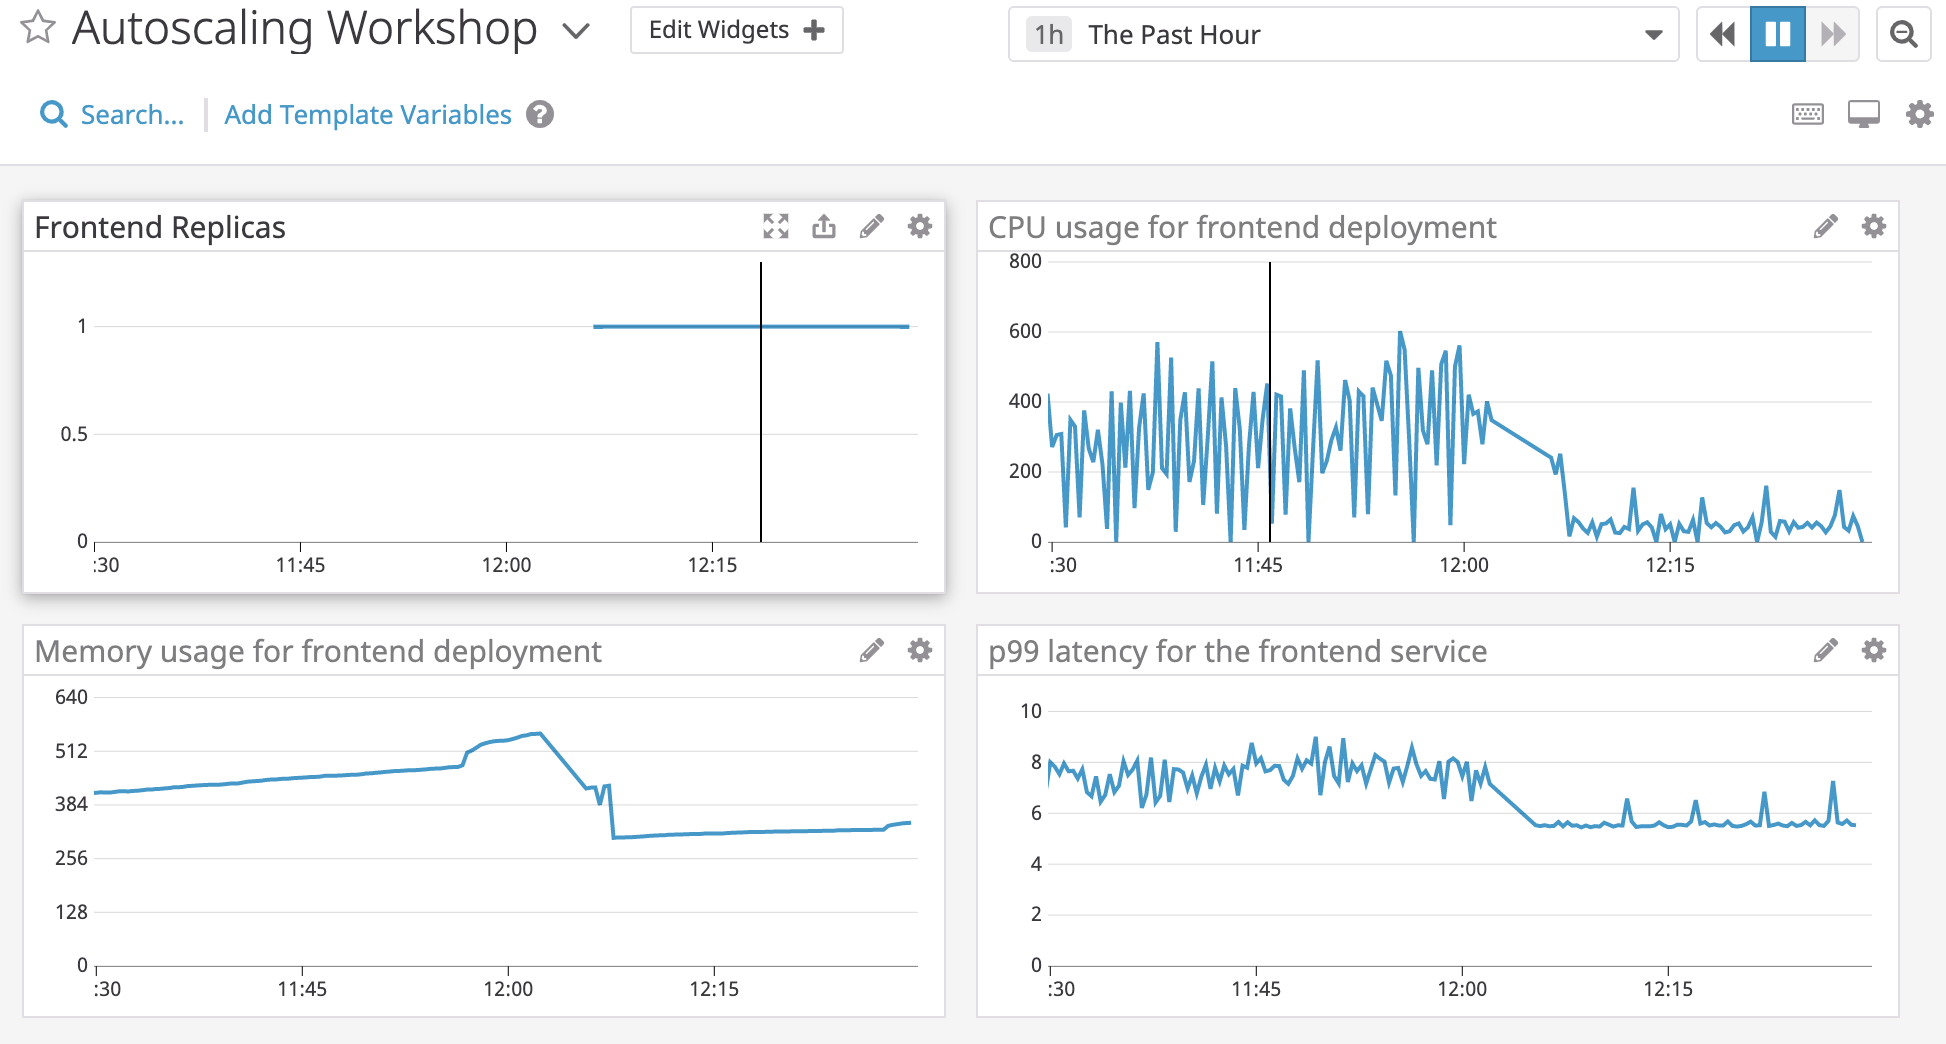 Autoscaling Workshop
Edit Widgets
1h The Past Hour
Search...
Add Template Variables
?
Frontend Replicas
1
0.5
0
:30 11:45 12:00 12:15
CPU usage for frontend deployment
800
600
400
200
0
:30 11:45 12:00 12:15
Memory usage for frontend deployment
640
512
384
256
128
0
:30 11:45 12:00 12:15
p99 latency for the frontend service
10
8
6
4
2
0
:30 11:45 12:00 12:15